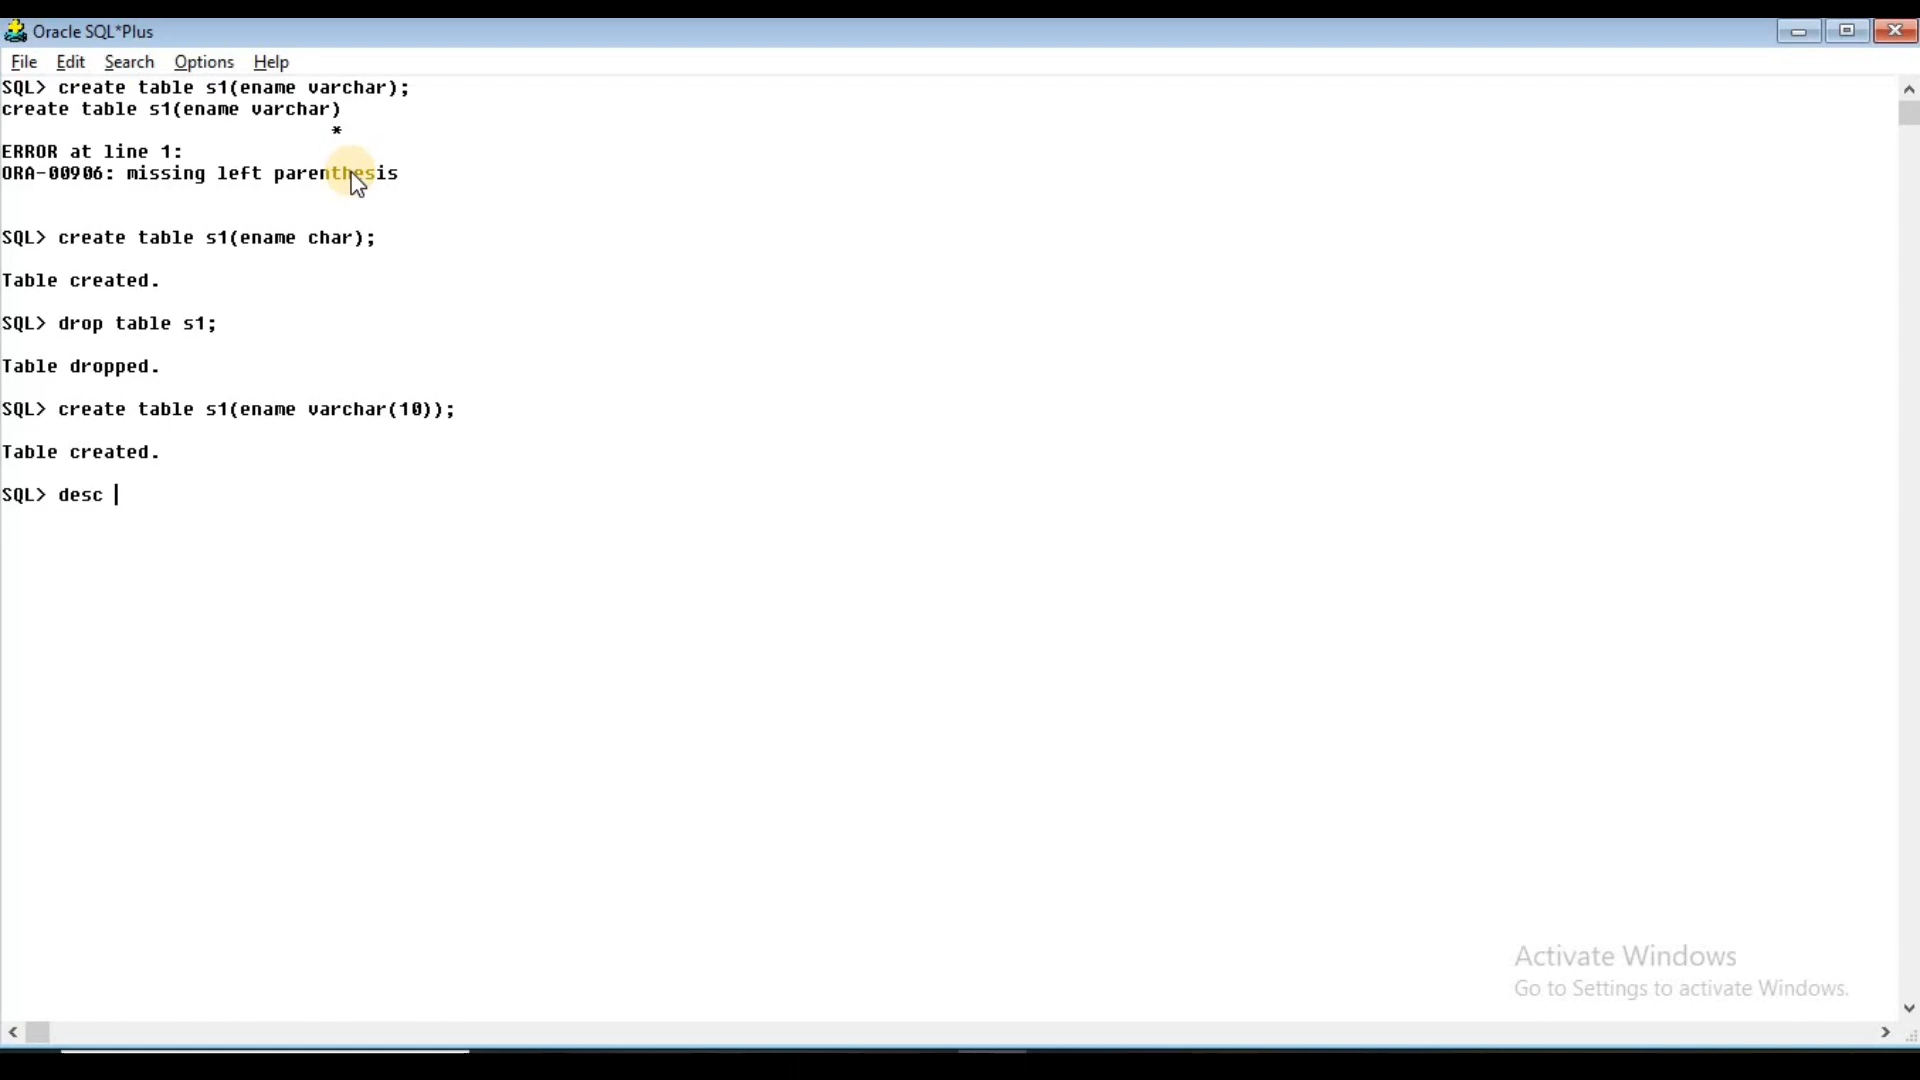 Oracle SQL*Plus
File Edit Search Options Help
SQL> create table s1(ename varchar);
create table s1(ename varchar)
*
ERROR at line 1:
ORA-00906: missing left parenthesis
SQL> create table s1(ename char);
Table created.
SQL> drop table s1;
Table dropped.
SQL> create table s1(ename varchar(10));
Table created.
SQL> desc
Activate Windows
Go to Settings to activate Windows.